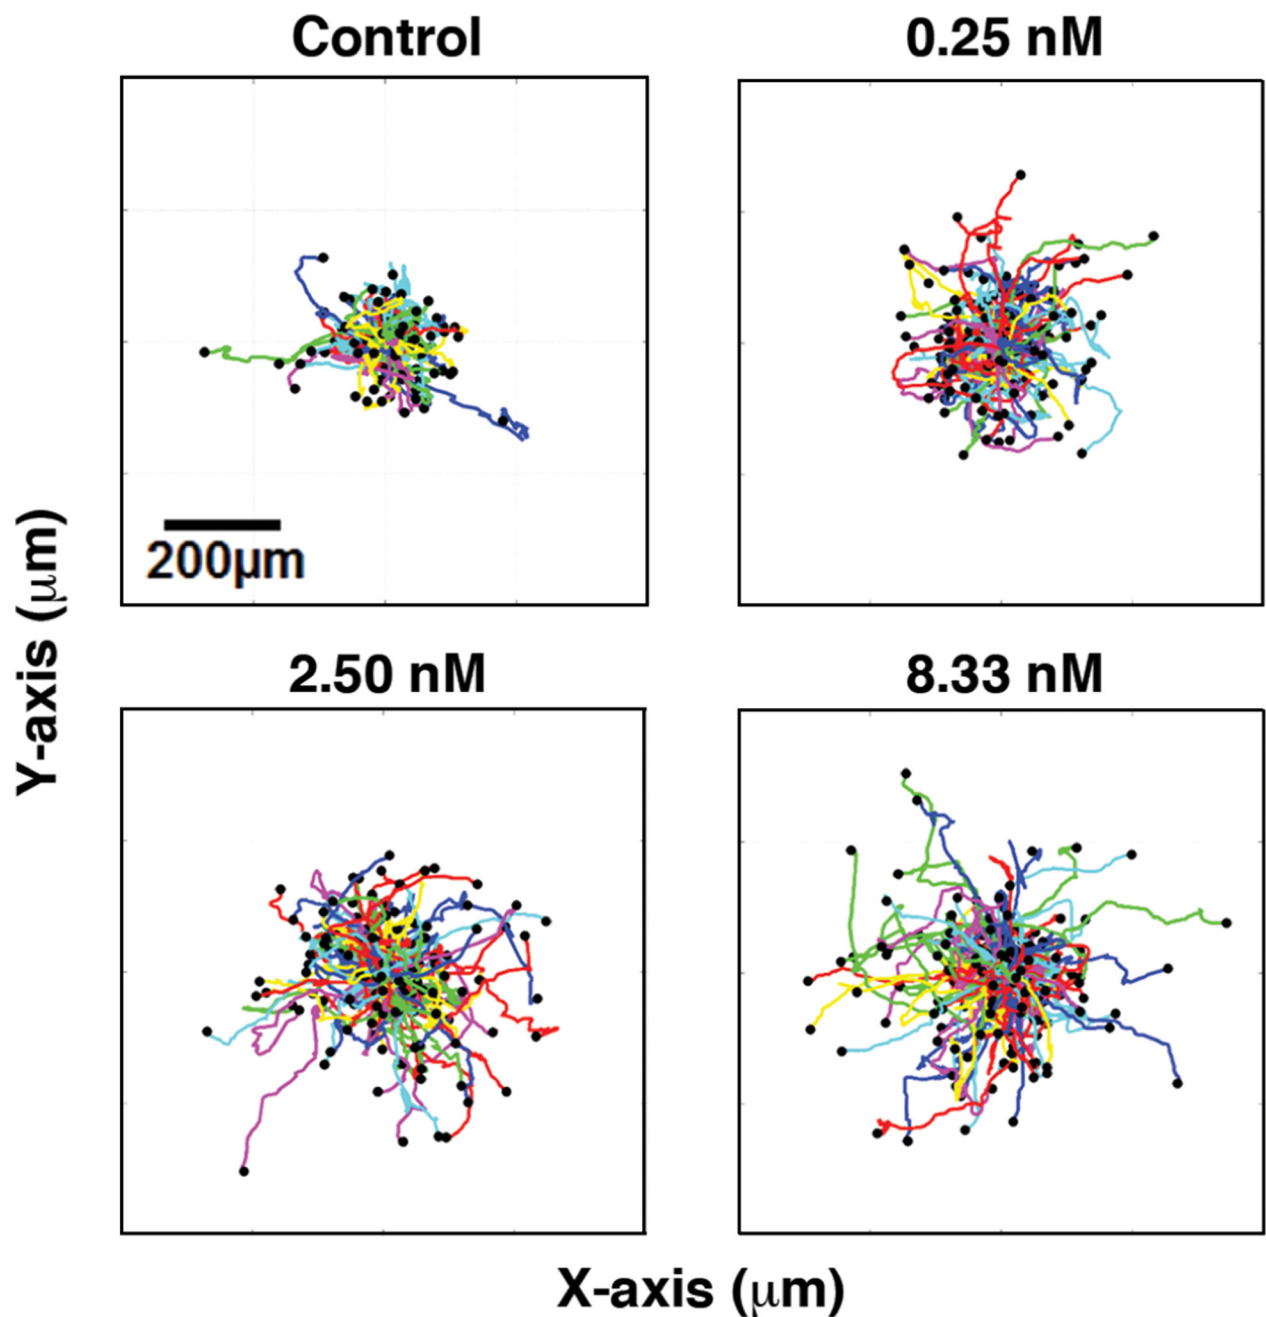 Control
0.25 nM
200µm
2.50 nM
8.33 nM
Y-axis (μm)
X-axis (μm)